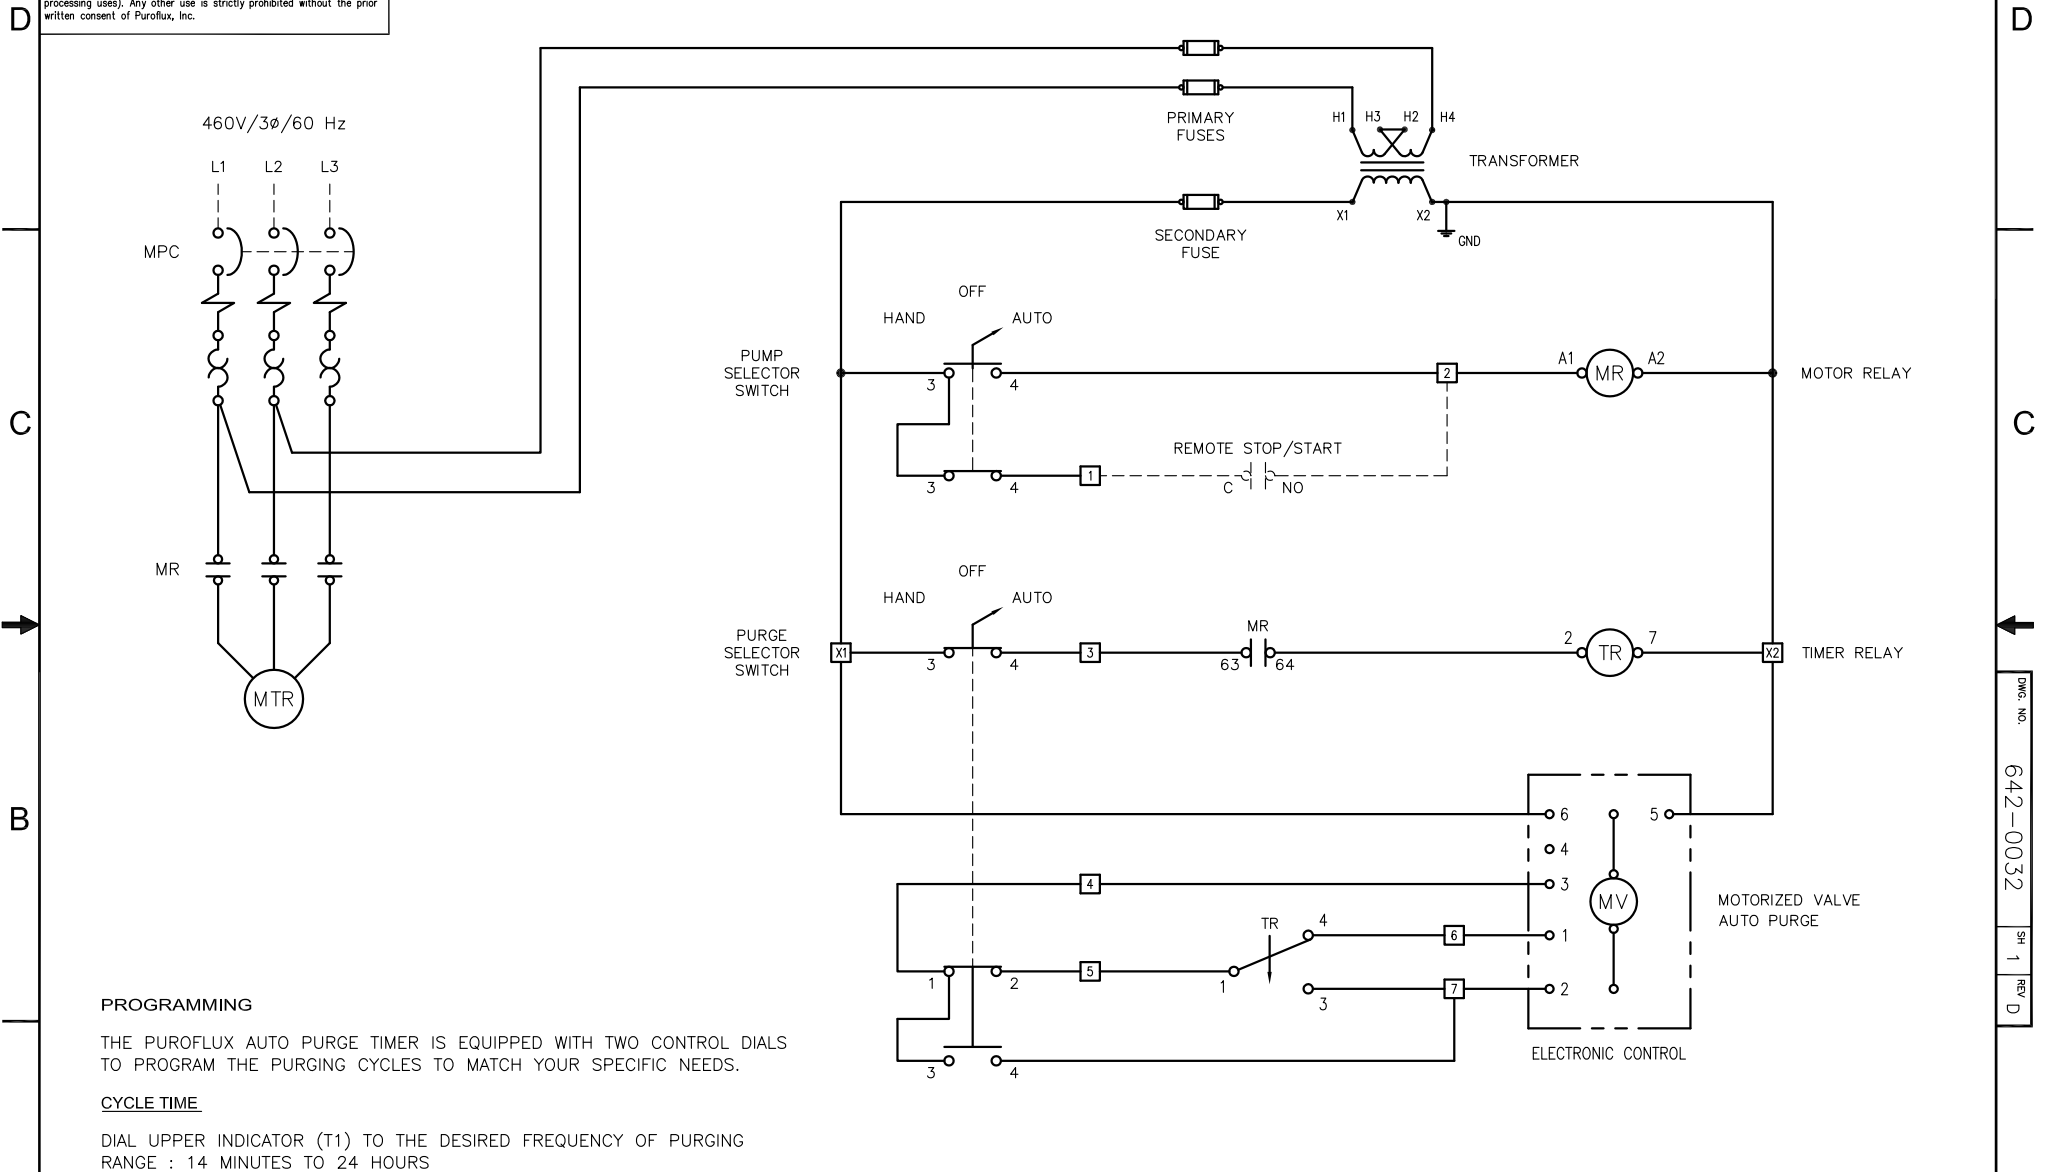 D
processing uses). Any other use is strictly prohibited without the prior
written consent of Puroflux, Inc.
D
460V/3ø/60 Hz
L1 L2 L3
MPC
MR
MTR
PRIMARY
FUSES
H1 H3 H2 H4
TRANSFORMER
SECONDARY
FUSE
X1 X2
GND
OFF
HAND AUTO
PUMP
SELECTOR
SWITCH
3 4
2
A1 MR A2
MOTOR RELAY
C
C
REMOTE STOP/START
3 4
1
C NO
OFF
HAND AUTO
PURGE
SELECTOR
SWITCH
X1
3 4
3
MR
63 64
2 TR 7
X2
TIMER RELAY
DWG. NO.
642-0032
SH 1
REV D
B
6 5
4
4
3
MV
MOTORIZED VALVE
AUTO PURGE
TR
4
6
1
1 2
5
1
3
7
2
3 4
ELECTRONIC CONTROL
PROGRAMMING
THE PUROFLUX AUTO PURGE TIMER IS EQUIPPED WITH TWO CONTROL DIALS
TO PROGRAM THE PURGING CYCLES TO MATCH YOUR SPECIFIC NEEDS.
CYCLE TIME
DIAL UPPER INDICATOR (T1) TO THE DESIRED FREQUENCY OF PURGING
RANGE : 14 MINUTES TO 24 HOURS